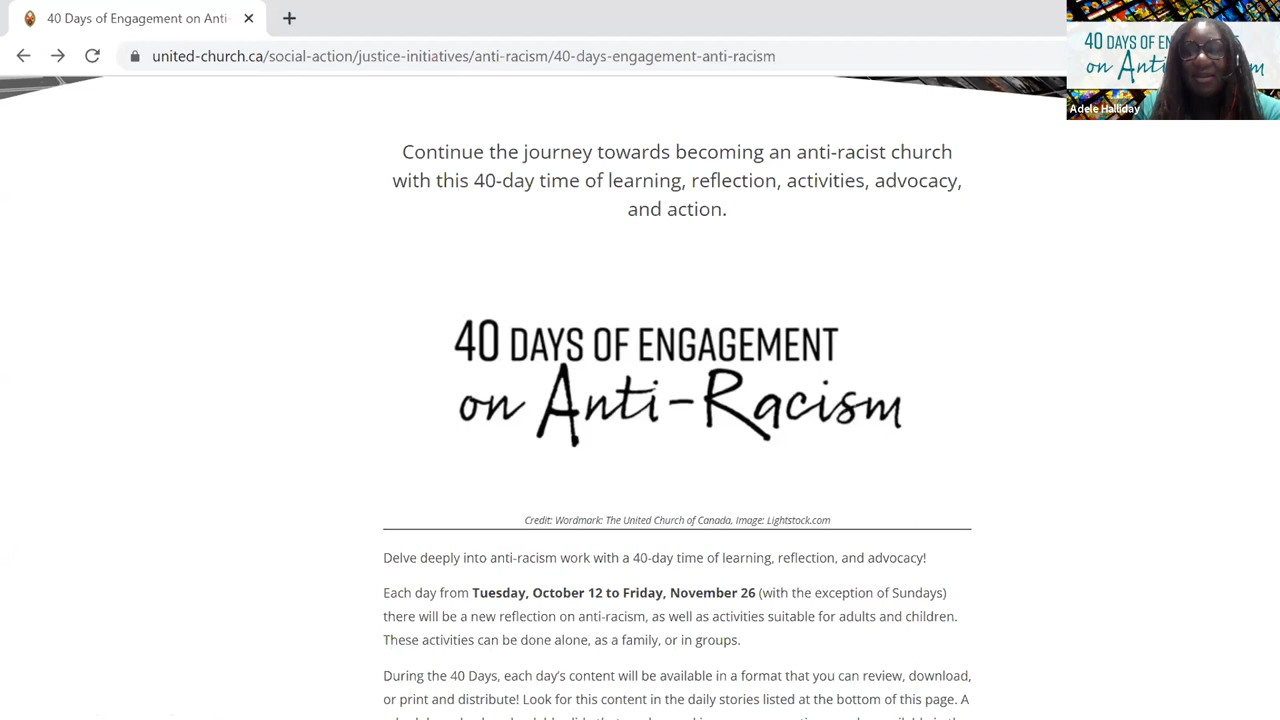 40 Days of Engagement on Anti-
united-church.ca/social-action/justice-initiatives/anti-racism/40-days-engagement-anti-racism
40 DAYS OF EN
on Anti
m
Adele Halliday
Continue the journey towards becoming an anti-racist church
with this 40-day time of learning, reflection, activities, advocacy,
and action.
40 DAYS OF ENGAGEMENT
on Anti-Racism
Credit: Wordmark: The United Church of Canada, Image: Lightstock.com
Delve deeply into anti-racism work with a 40-day time of learning, reflection, and advocacy!
Each day from Tuesday, October 12 to Friday, November 26 (with the exception of Sundays)
there will be a new reflection on anti-racism, as well as activities suitable for adults and children.
These activities can be done alone, as a family, or in groups.
During the 40 Days, each day's content will be available in a format that you can review, download,
or print and distribute! Look for this content in the daily stories listed at the bottom of this page. A